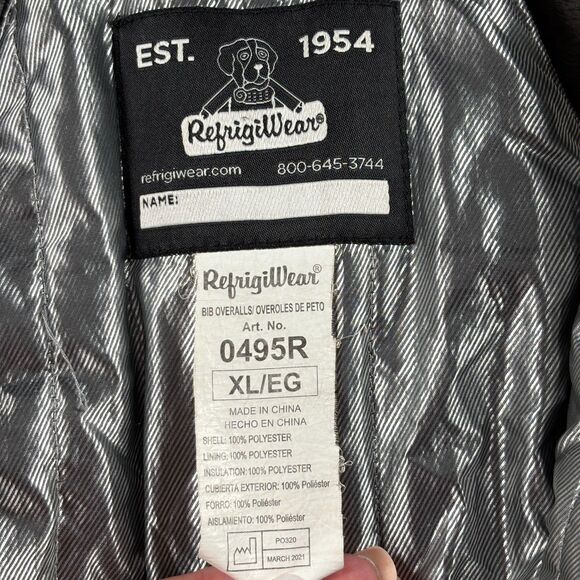 EST. 1954
RefrigiWear®
refrigiwear.com 800-645-3744
NAME:
RefrigiWear®
BIB OVERALLS/ OVEROLES DE PETO
Art. No.
0495R
XL/EG
MADE IN CHINA
HECHO EN CHINA
SHELL: 100% POLYESTER
LINING: 100% POLYESTER
INSULATION: 100% POLYESTER
CUBIERTA EXTERIOR: 100% Poliéster
FORRO: 100% Poliéster
AISLAMIENTO: 100% Poliéster
PO320
MARCH 2021